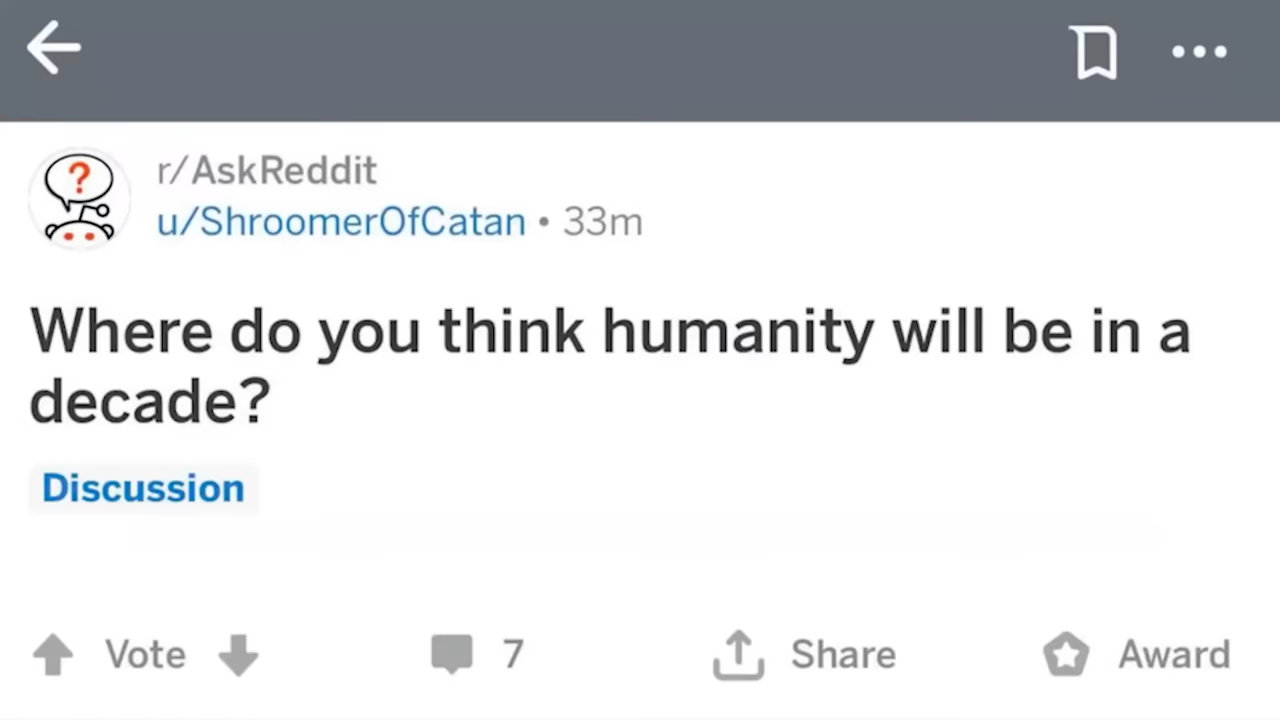 r/AskReddit
u/ShroomerOfCatan • 33m
Where do you think humanity will be in a
decade?
Discussion
Vote 7 Share Award